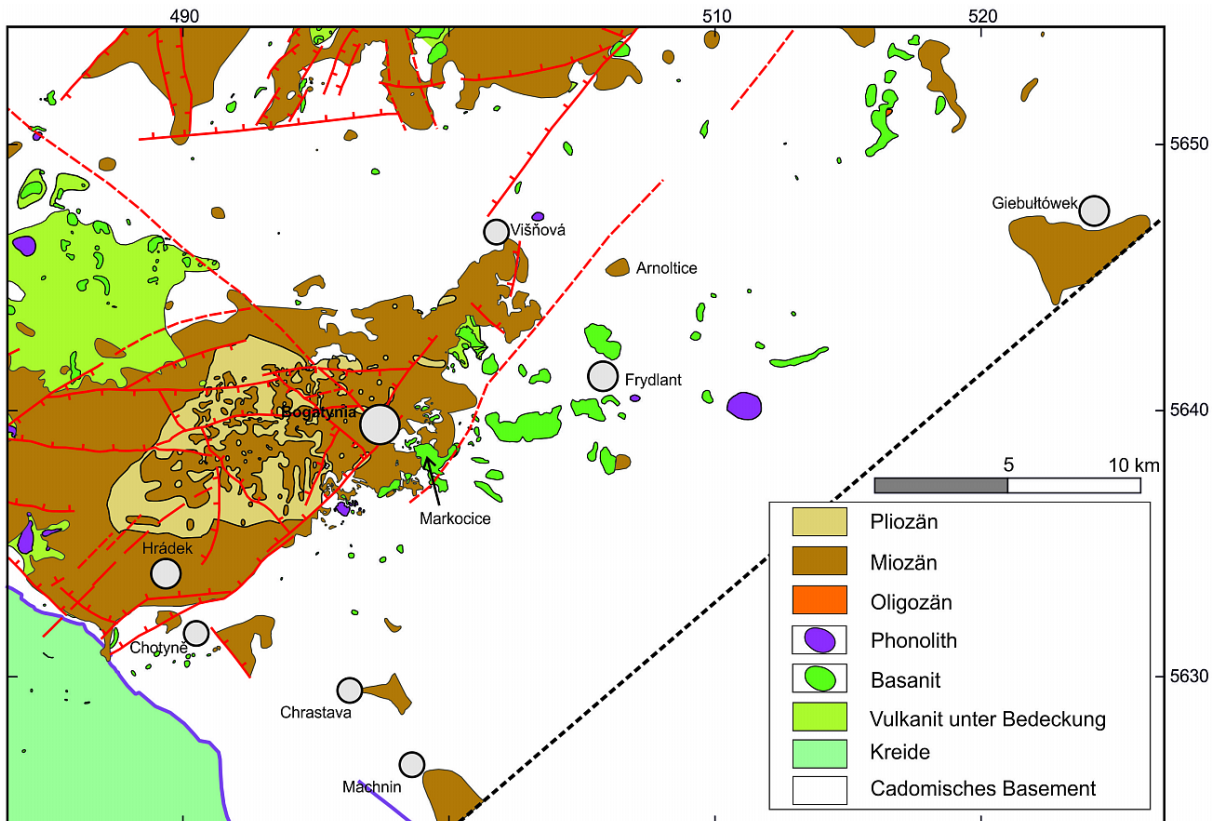 490
510
520
5650
Giebułtówek
Višňová
Arnoltice
Frydlant
Bogatynia
5640
5
10 km
Markocice
Pliozän
Hrádek
Miozän
Oligozän
Chotyně
Phonolith
Basanit
5630
Chrastava
Vulkanit unter Bedeckung
Kreide
Machnin
Cadomisches Basement